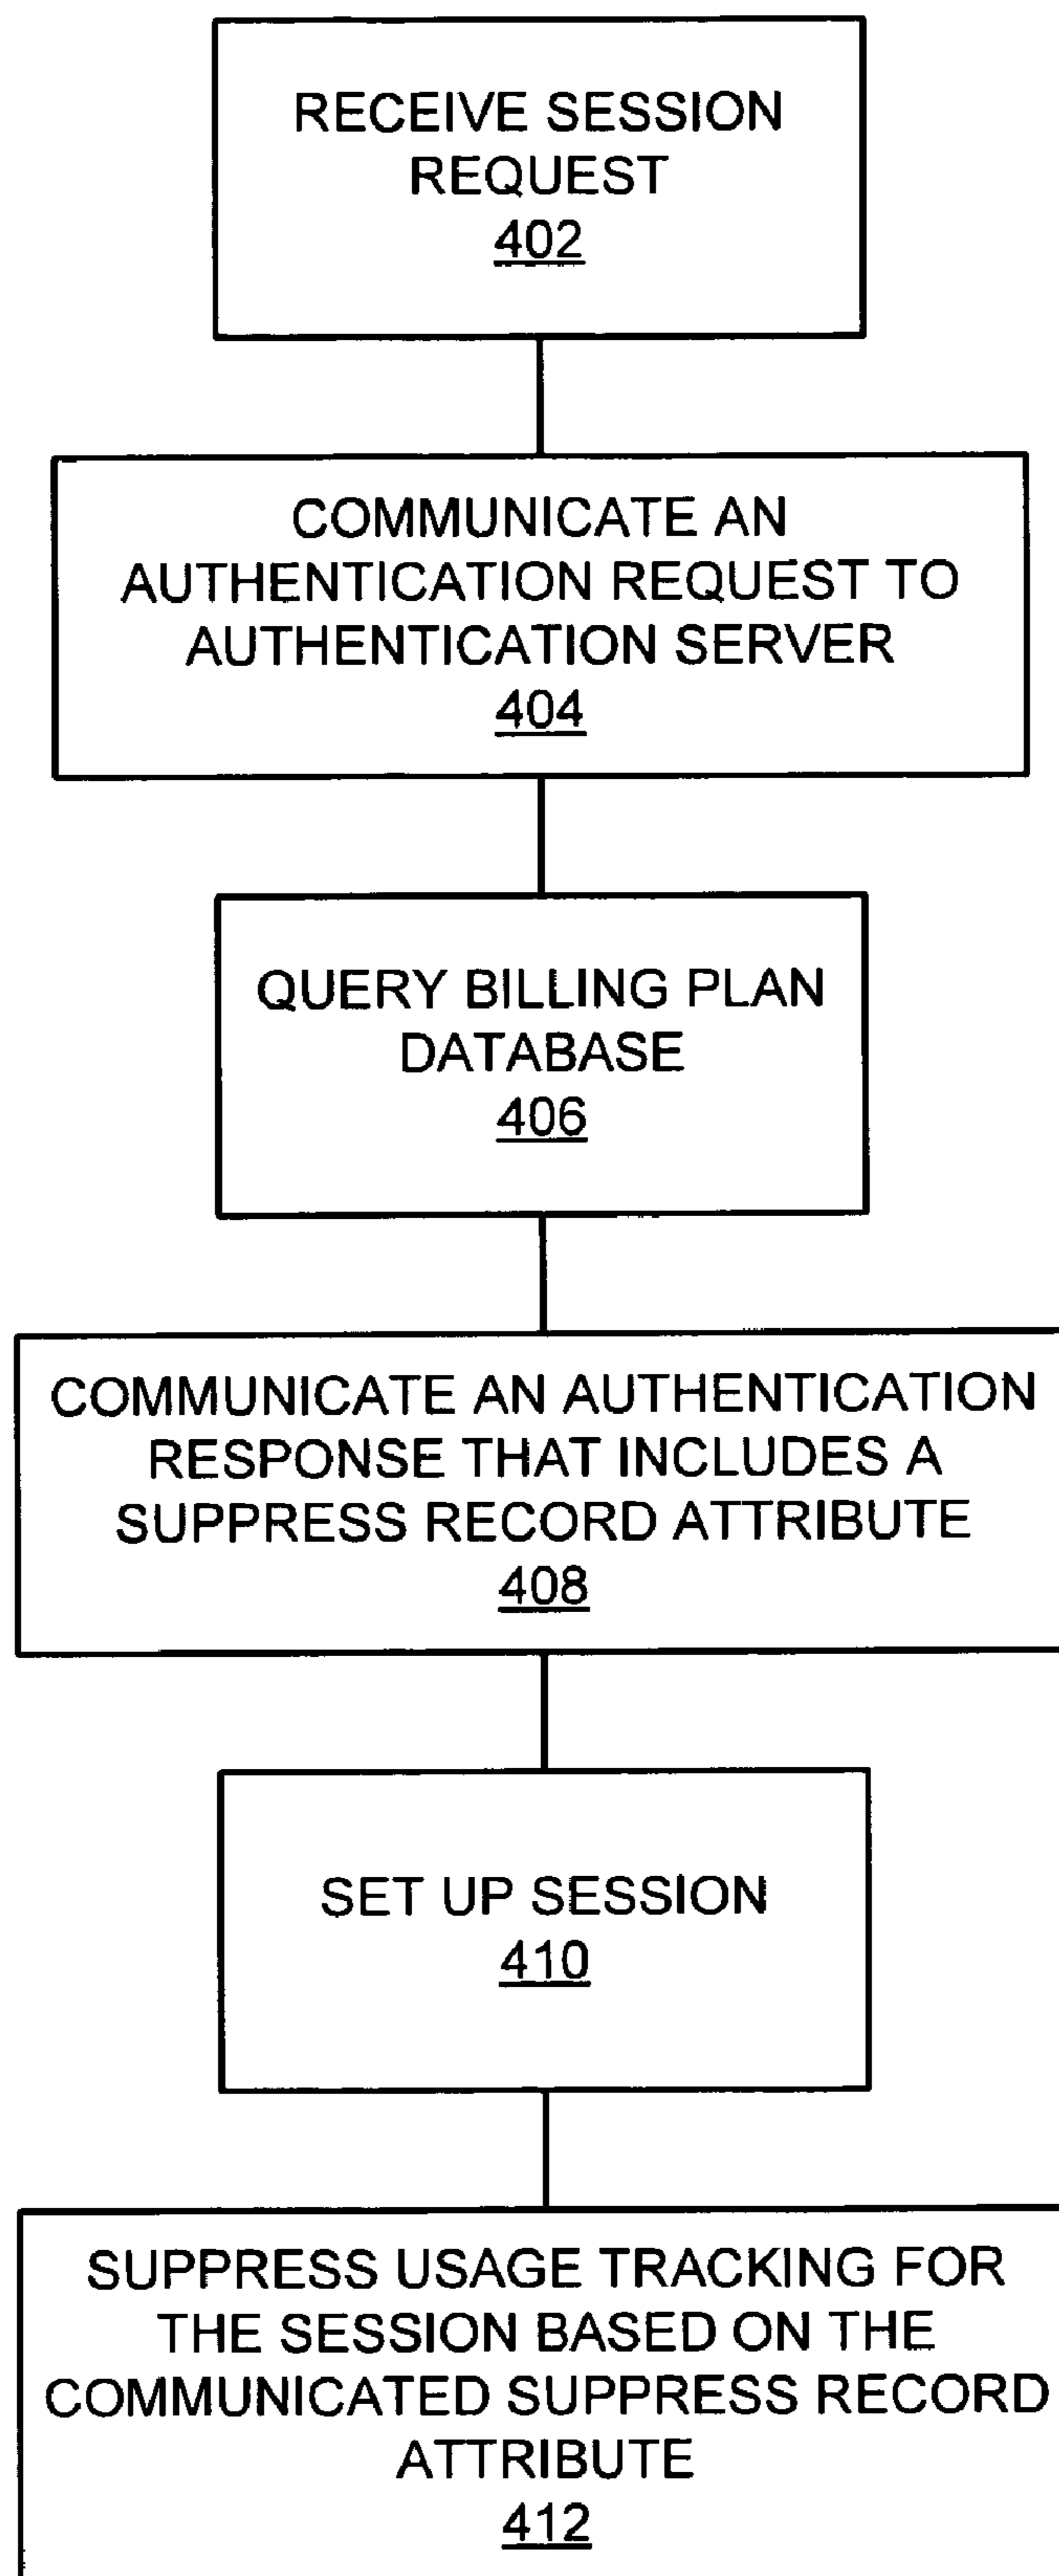 RECEIVE SESSION
REQUEST
402
COMMUNICATE AN
AUTHENTICATION REQUEST TO
AUTHENTICATION SERVER
404
QUERY BILLING PLAN
DATABASE
406
COMMUNICATE AN AUTHENTICATION
RESPONSE THAT INCLUDES A
SUPPRESS RECORD ATTRIBUTE
408
SET UP SESSION
410
SUPPRESS USAGE TRACKING FOR
THE SESSION BASED ON THE
COMMUNICATED SUPPRESS RECORD
ATTRIBUTE
412